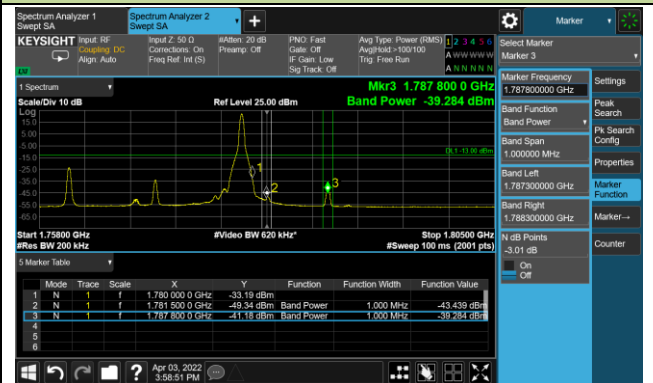 Spectrum Analyzer 1
Swept SA
Spectrum Analyzer 2
Swept SA
Marker
KEYSIGHT
Input: RF
Coupling: DC
Align: Auto
Input Z: 50 Ω
Corrections: On
Freq Ref: Int (S)
#Atten: 20 dB
Preamp: Off
PNO: Fast
Gate: Off
IF Gain: Low
Sig Track: Off
Avg Type: Power (RMS)
Avg|Hold:>100/100
Trig: Free Run
1 2 3 4 5 6
A W W W W W
A N N N N N
LXI
Select Marker
Marker 3
1 Spectrum
Mkr3 1.787 800 0 GHz
Scale/Div 10 dB
Ref Level 25.00 dBm
Band Power -39.284 dBm
Log
15.0
5.00
-5.00
-15.0
-25.0
-35.0
-45.0
-55.0
-65.0
DL1 -13.00 dBm
1
2
3
Start 1.75800 GHz
#Video BW 620 kHz*
Stop 1.80500 GHz
#Res BW 200 kHz
#Sweep 100 ms (2001 pts)
5 Marker Table
Mode Trace Scale X Y Function Function Width Function Value
1 N 1 f 1.780 000 0 GHz -33.19 dBm
2 N 1 f 1.781 500 0 GHz -49.34 dBm Band Power 1.000 MHz -43.439 dBm
3 N 1 f 1.787 800 0 GHz -41.18 dBm Band Power 1.000 MHz -39.284 dBm
4
5
6
Marker Frequency
1.787800000 GHz
Band Function
Band Power
Band Span
1.000000 MHz
Band Left
1.787300000 GHz
Band Right
1.788300000 GHz
N dB Points
-3.01 dB
On
Off
Settings
Peak
Search
Pk Search
Config
Properties
Marker
Function
Marker→
Counter
?
Apr 03, 2022
3:58:51 PM